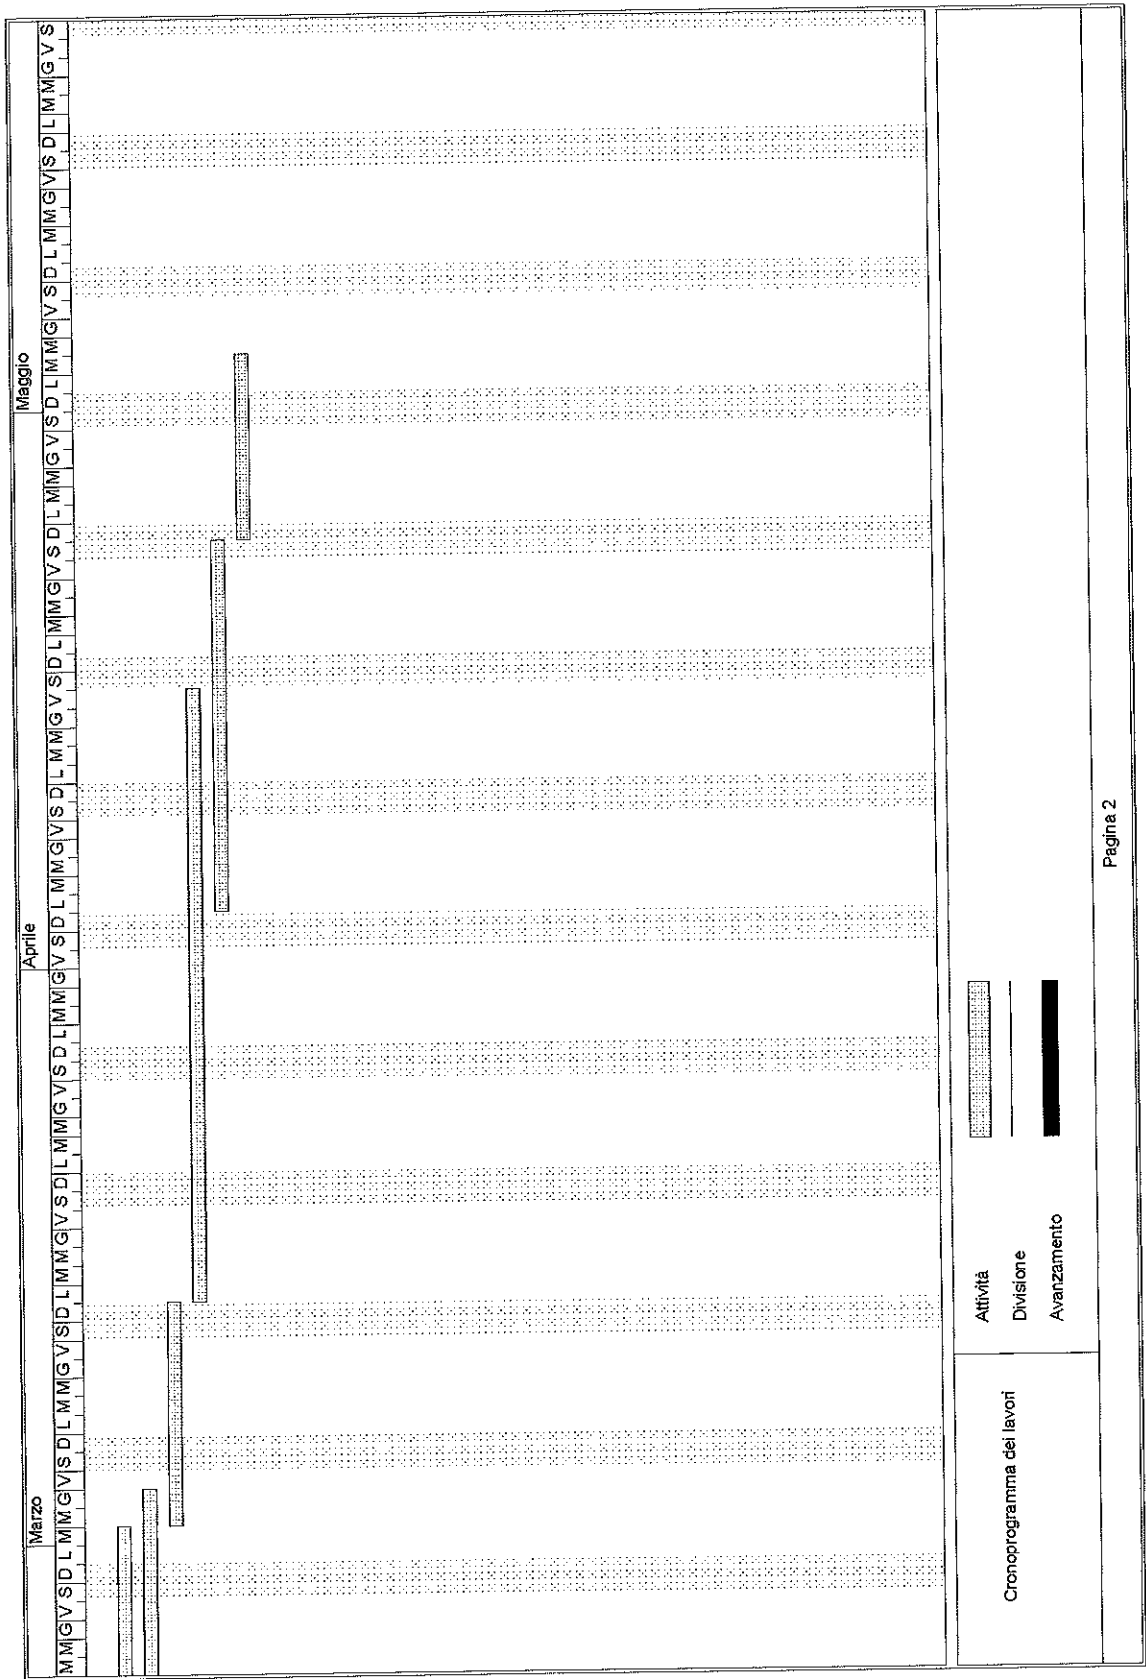 Marzo Aprile Maggio
M M G V S D L M M G V S D L M M G V S D L M M G V S D L M M G V S D L M M G V S D L M M G V S D L M M G V S D L M M G V S D L M M G V S D L M M G V S D L M M G V S D L M M G V S
Cronoprogramma dei lavori
Attività
Divisione
Avanzamento
Pagina 2